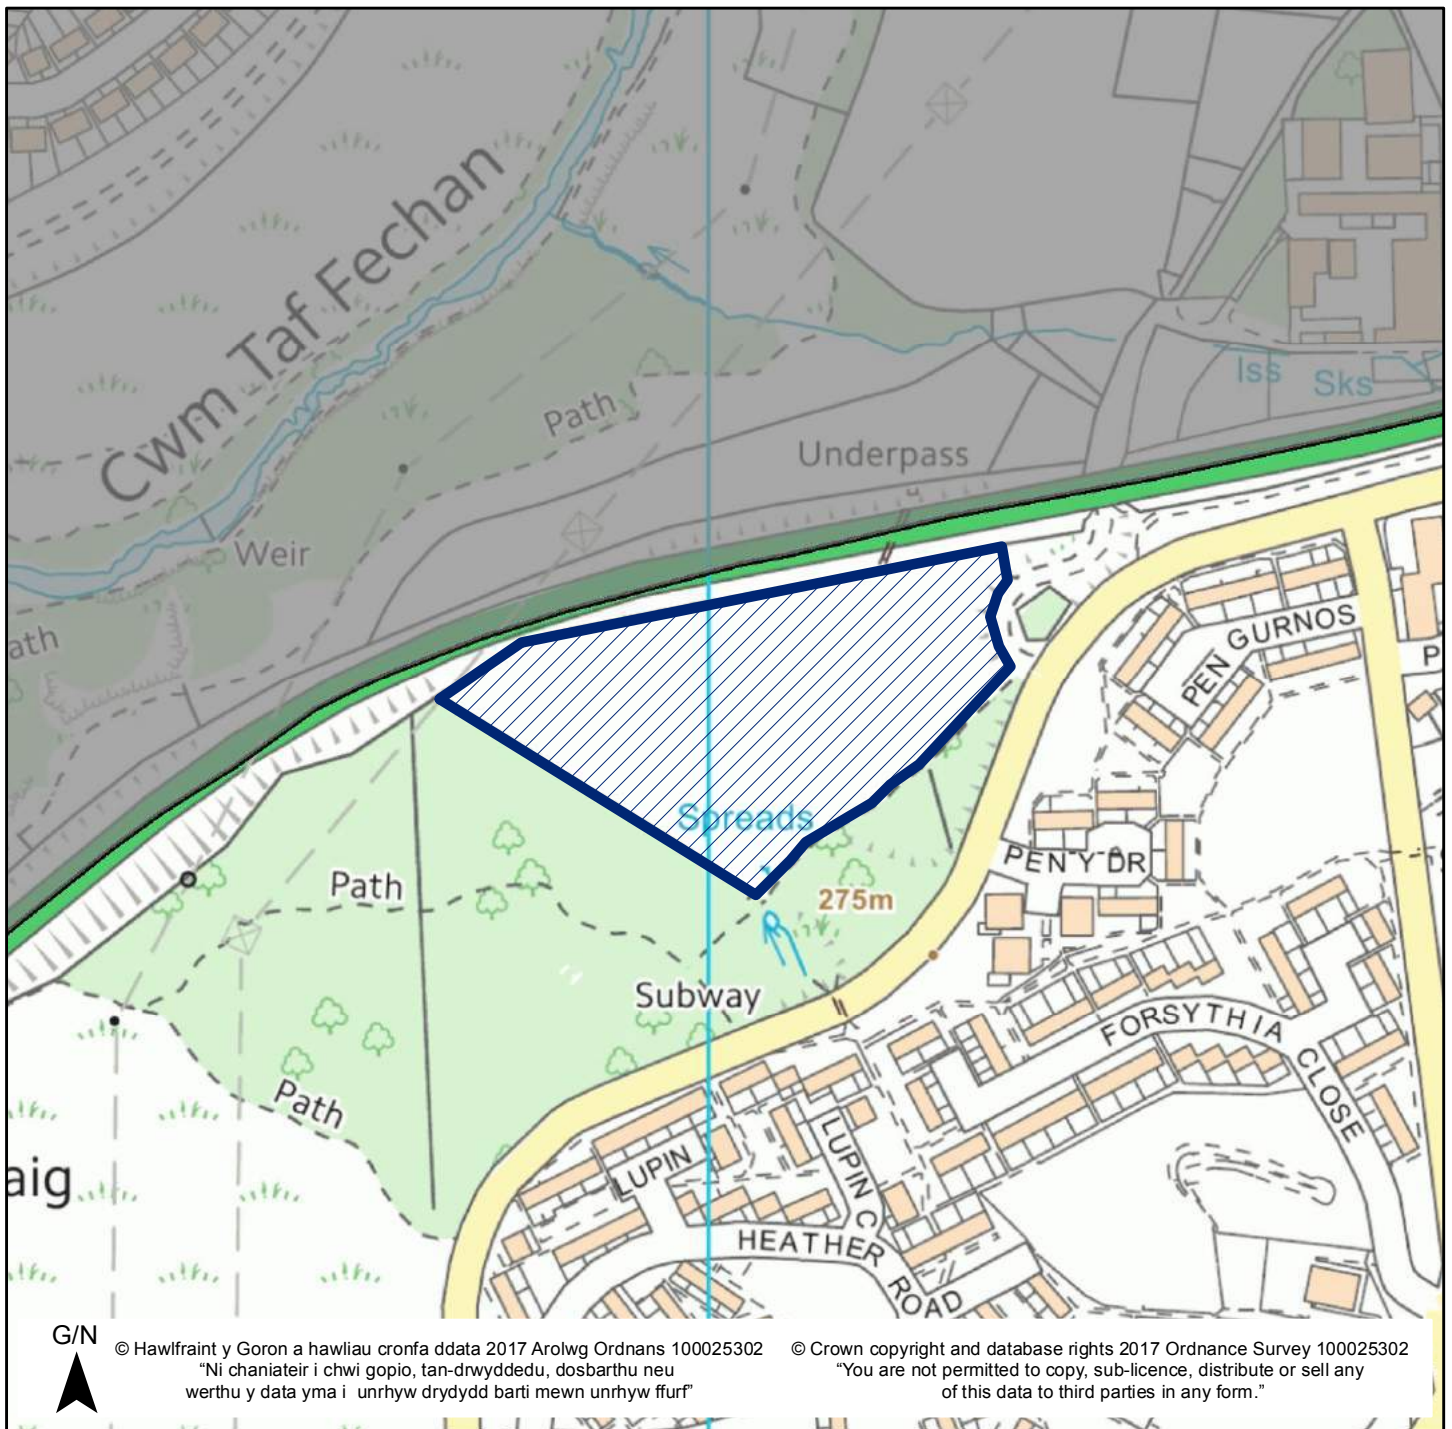 Cwm Taf Fechan
Iss
Sks
Path
Underpass
Weir
ath
PEN GURNOS
P
Spreads
PEN Y DR
Path
275m
Subway
FORSYTHIA CLOSE
Path
LUPIN
LUPIN C
aig
HEATHER ROAD
G/N
© Hawlfraint y Goron a hawliau cronfa ddata 2017 Arolwg Ordnans 100025302
“Ni chaniateir i chwi gopio, tan-drwyddedu, dosbarthu neu
werthu y data yma i unrhyw drydydd barti mewn unrhyw ffurf”
© Crown copyright and database rights 2017 Ordnance Survey 100025302
“You are not permitted to copy, sub-licence, distribute or sell any
of this data to third parties in any form.”